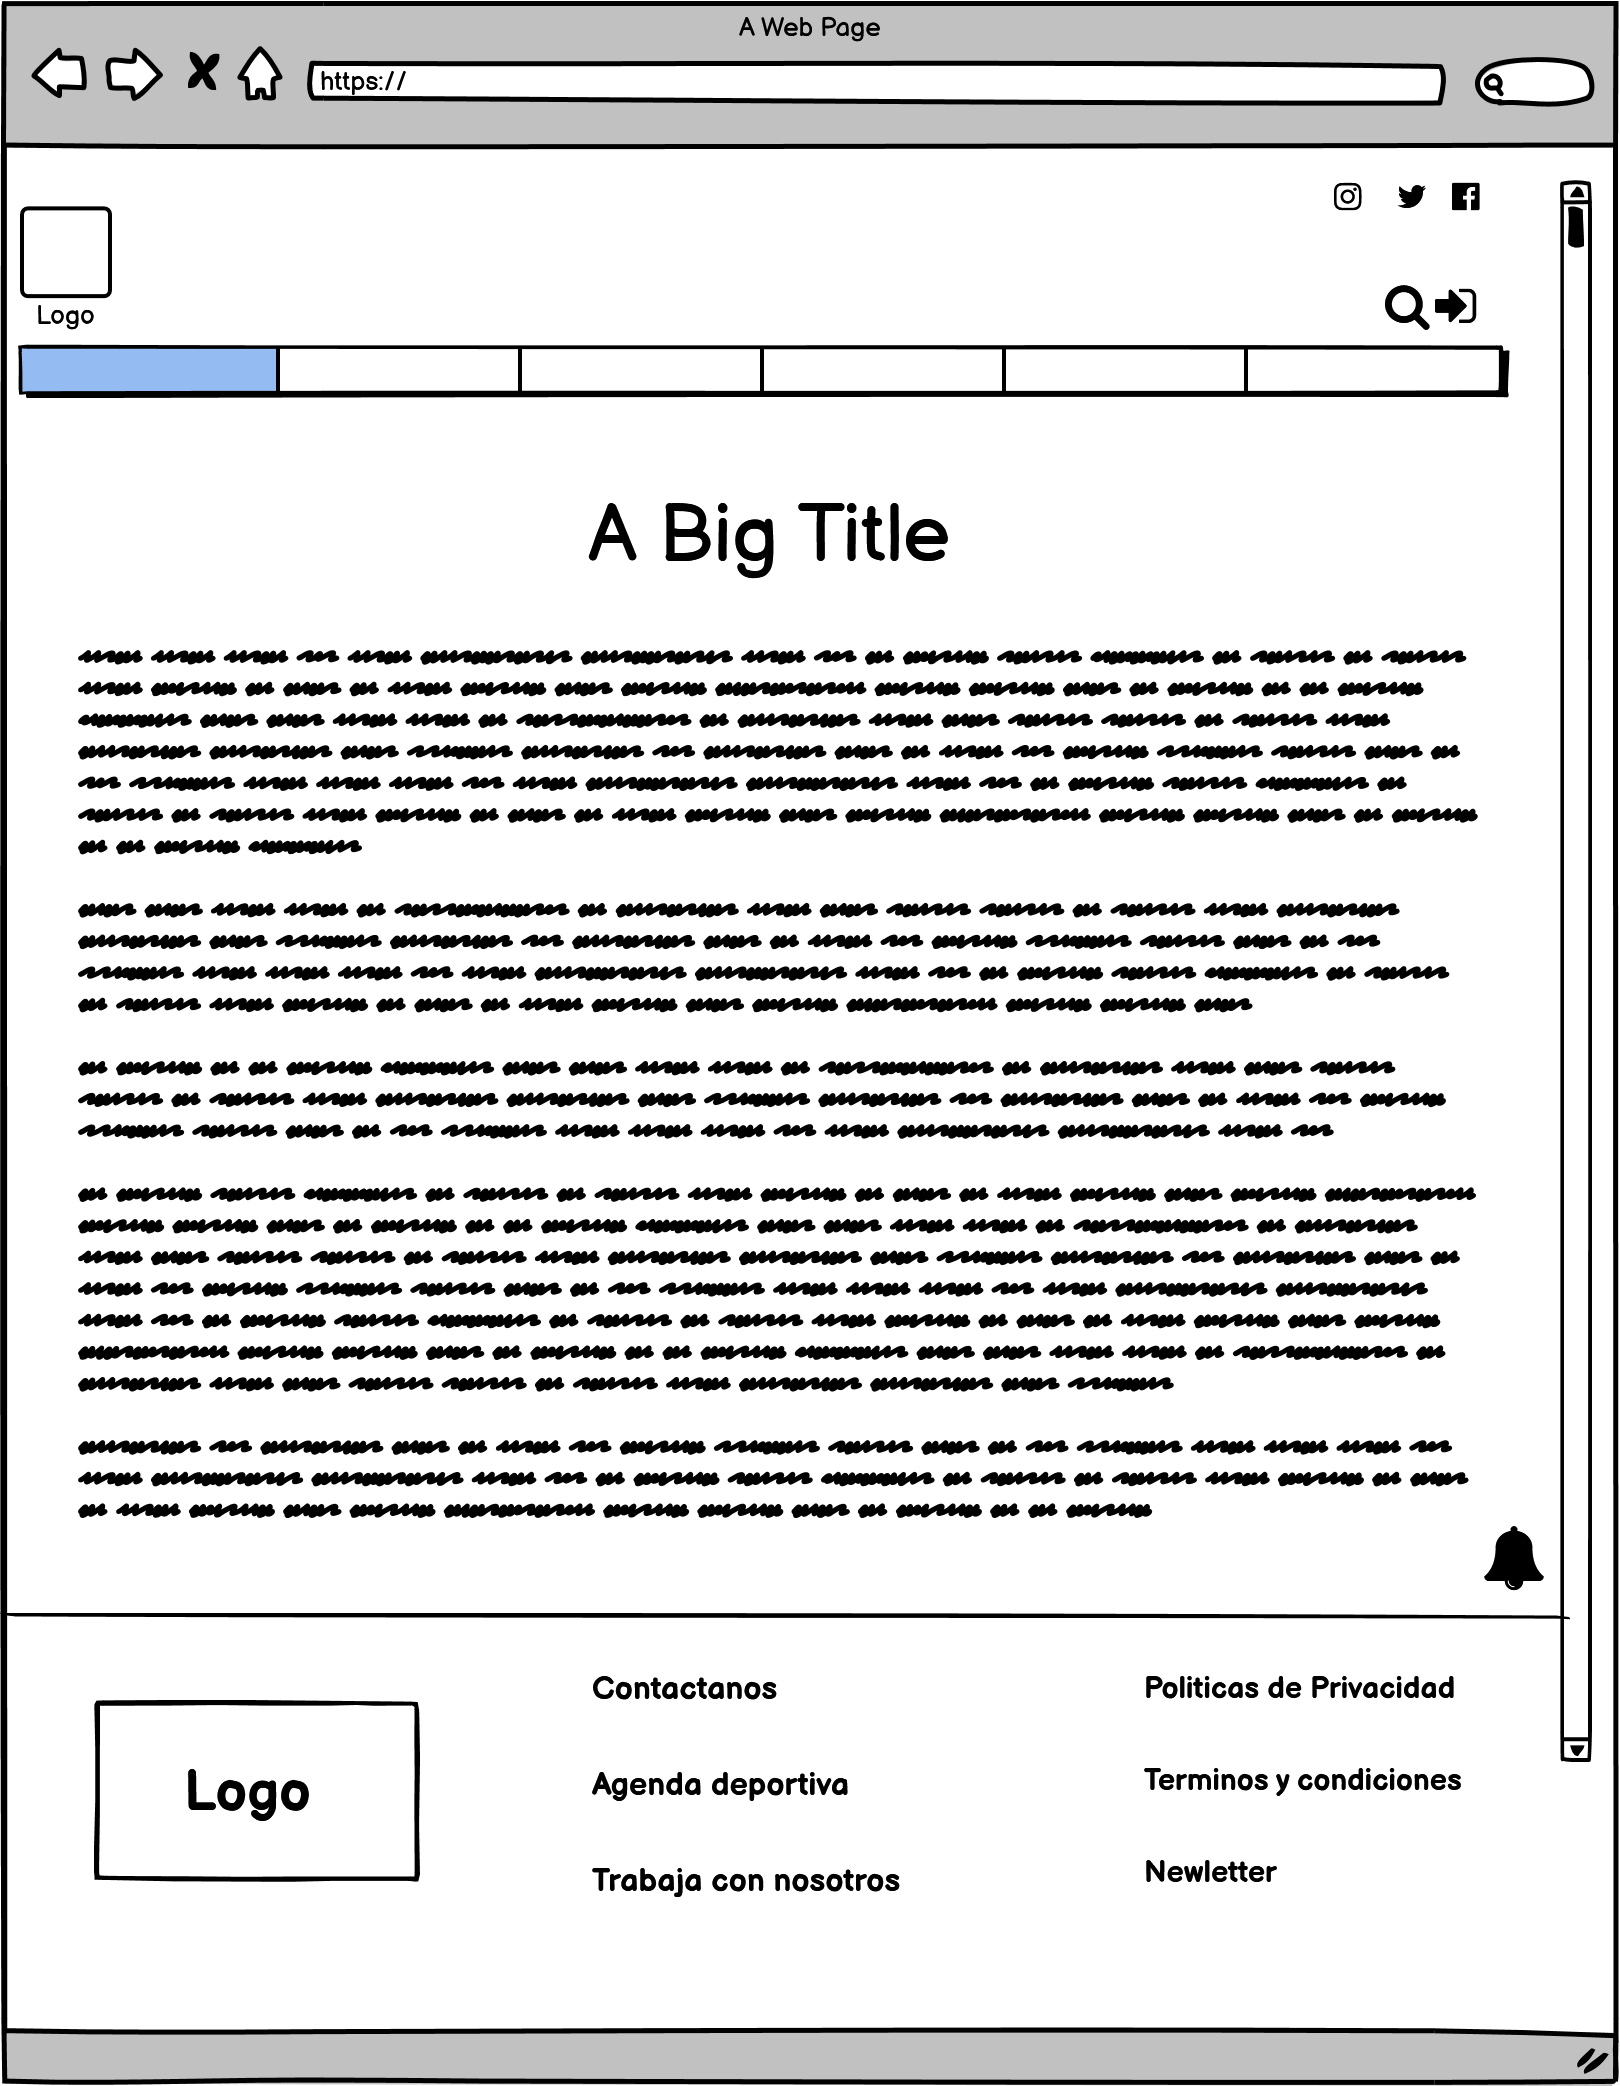 A Web Page
https://
Logo
A Big Title
Contactanos
Politicas de Privacidad
Agenda deportiva
Terminos y condiciones
Logo
Trabaja con nosotros
Newletter